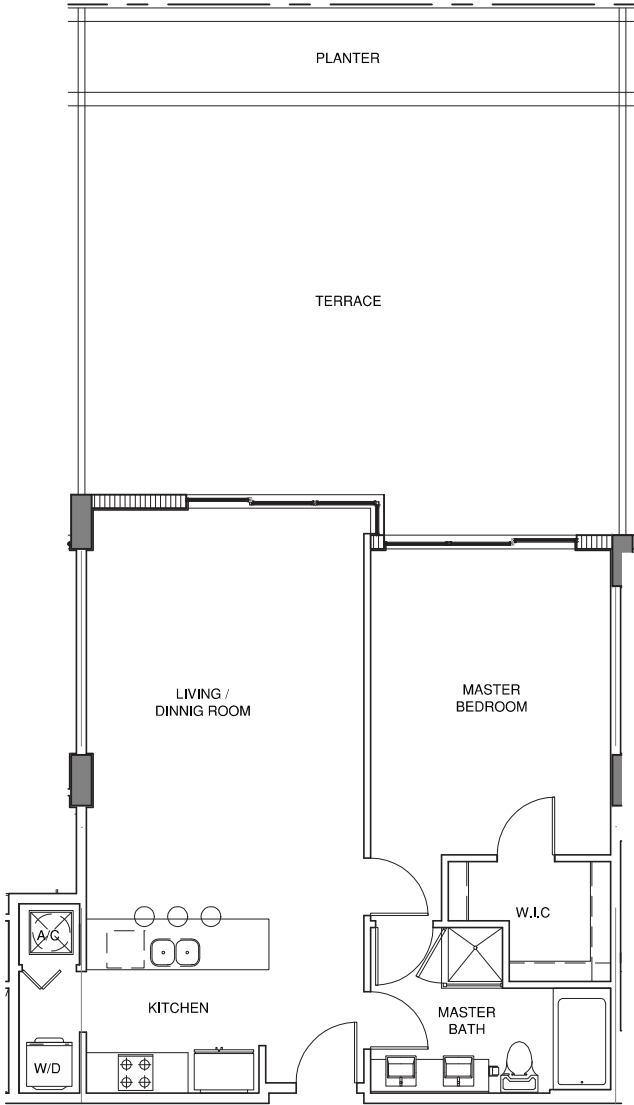 PLANTER
TERRACE
LIVING /
DINNIG ROOM
MASTER
BEDROOM
W.I.C
A/C
KITCHEN
MASTER
BATH
W/D